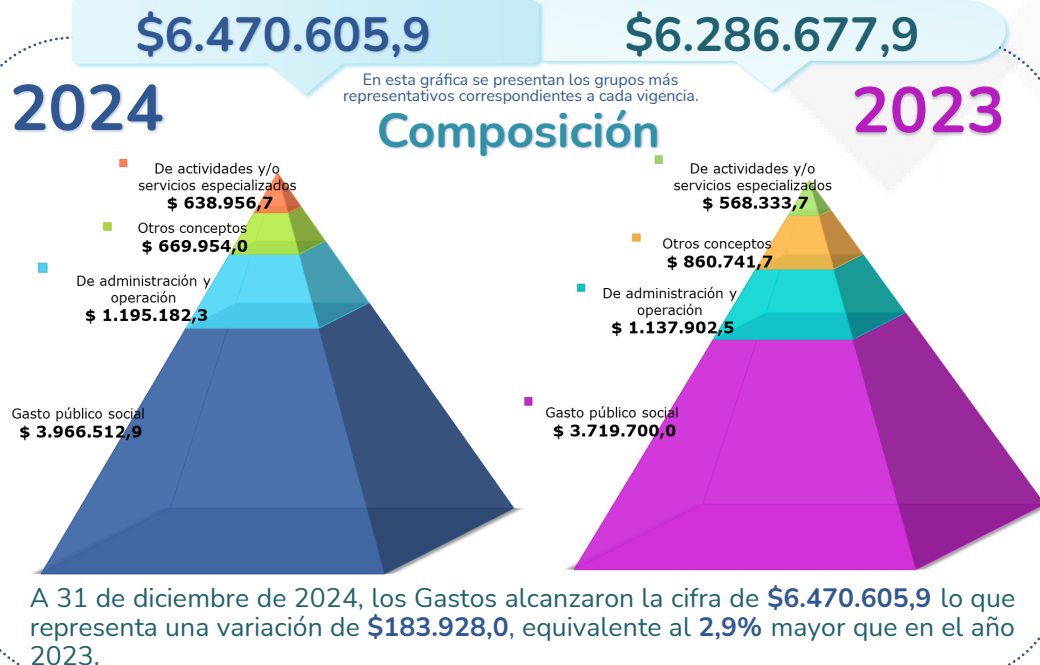 $6.470.605,9
$6.286.677,9
En esta gráfica se presentan los grupos más
representativos correspondientes a cada vigencia.
2024
2023
Composición
De actividades y/o
servicios especializados
$ 638.956,7
Otros conceptos
$ 669.954,0
De administración y
operación
$ 1.195.182,3
Gasto público social
$ 3.966.512,9
De actividades y/o
servicios especializados
$ 568.333,7
Otros conceptos
$ 860.741,7
De administración y
operación
$ 1.137.902,5
Gasto público social
$ 3.719.700,0
A 31 de diciembre de 2024, los Gastos alcanzaron la cifra de $6.470.605,9 lo que
representa una variación de $183.928,0, equivalente al 2,9% mayor que en el año
2023.